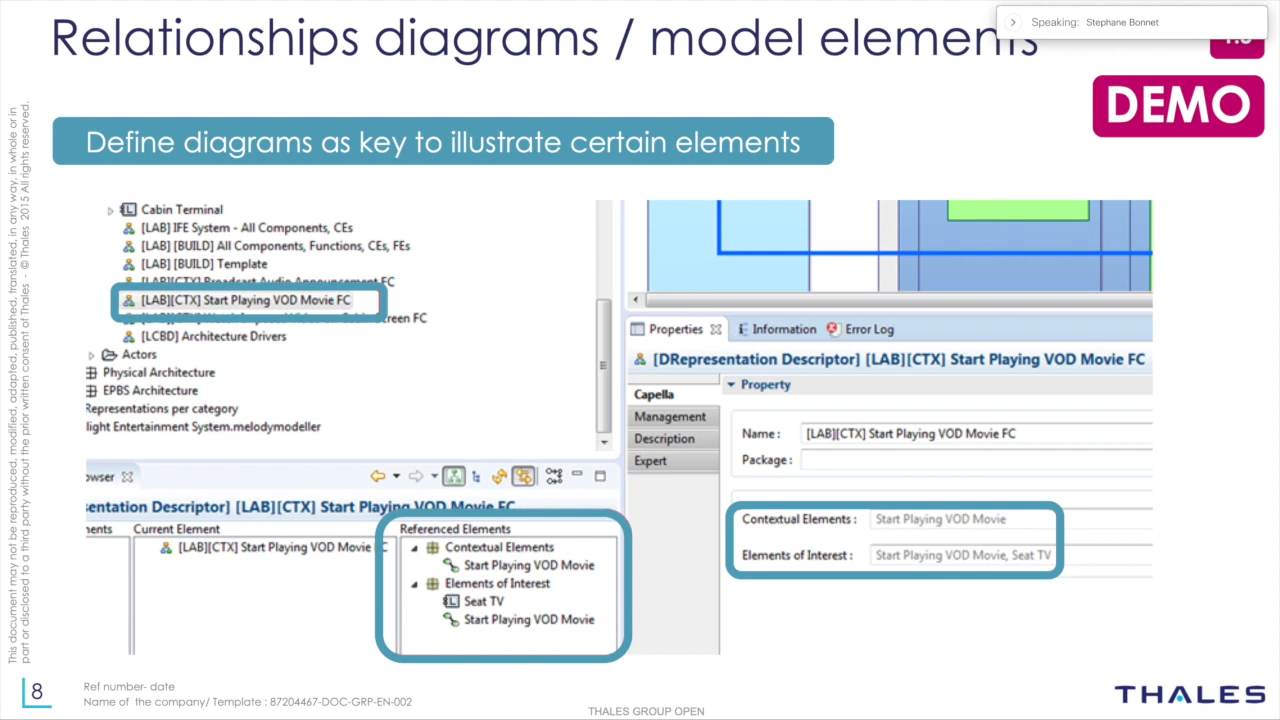 Relationships diagrams / model elements
Speaking: Stephane Bonnet
DEMO
Define diagrams as key to illustrate certain elements
This document may not be reproduced, modified, adapted, published, translated, in any way, in whole or in
part or disclosed to a third party without the prior written consent of Thales - © Thales 2015 All rights reserved.
Cabin Terminal
[LAB] IFE System - All Components, CEs
[LAB] [BUILD] All Components, Functions, CEs, FEs
[LAB] [BUILD] Template
[LAB][CTX] Broadcast Audio Announcement FC
[LAB][CTX] Start Playing VOD Movie FC
Screen FC
[LCBD] Architecture Drivers
Actors
Physical Architecture
EPBS Architecture
Representations per category
light Entertainment System.melodymodeller
owser
entation Descriptor] [LAB][CTX] Start Playing VOD Movie FC
ents
Current Element
[LAB][CTX] Start Playing VOD Movie FC
Referenced Elements
Contextual Elements
Start Playing VOD Movie
Elements of Interest
Seat TV
Start Playing VOD Movie
Properties
Information
Error Log
[DRepresentation Descriptor] [LAB][CTX] Start Playing VOD Movie FC
Capella
Management
Description
Expert
Property
Name : [LAB][CTX] Start Playing VOD Movie FC
Package :
Contextual Elements : Start Playing VOD Movie
Elements of Interest : Start Playing VOD Movie, Seat TV
8
Ref number- date
Name of the company/ Template : 87204467-DOC-GRP-EN-002
THALES GROUP OPEN
THALES